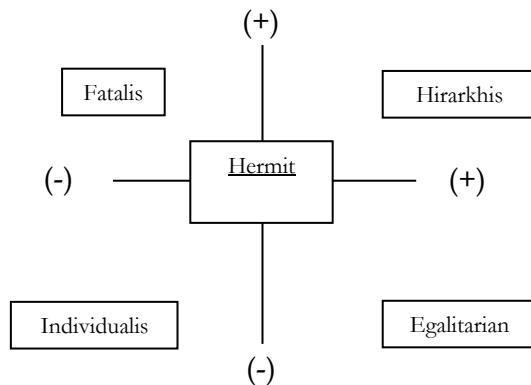 (+)
Fatalis
Hirarkhis
Hermit
(-)
(+)
Individualis
Egalitarian
(-)